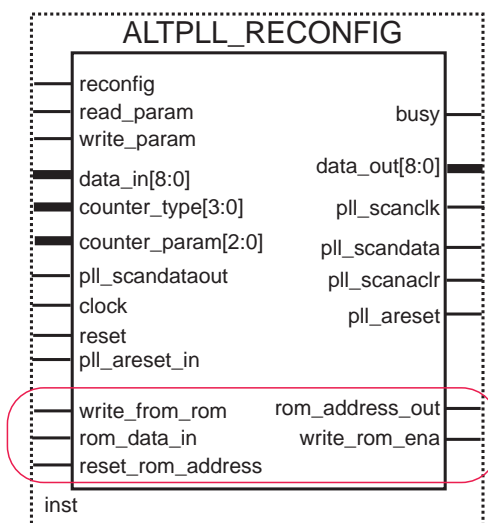 ALTPLL_RECONFIG
reconfig
read_param
write_param
data_in[8:0]
counter_type[3:0]
counter_param[2:0]
pll_scandataout
clock
reset
pll_areset_in
write_from_rom
rom_data_in
reset_rom_address
busy
data_out[8:0]
pll_scanclk
pll_scandata
pll_scanaclr
pll_areset
rom_address_out
write_rom_ena
inst